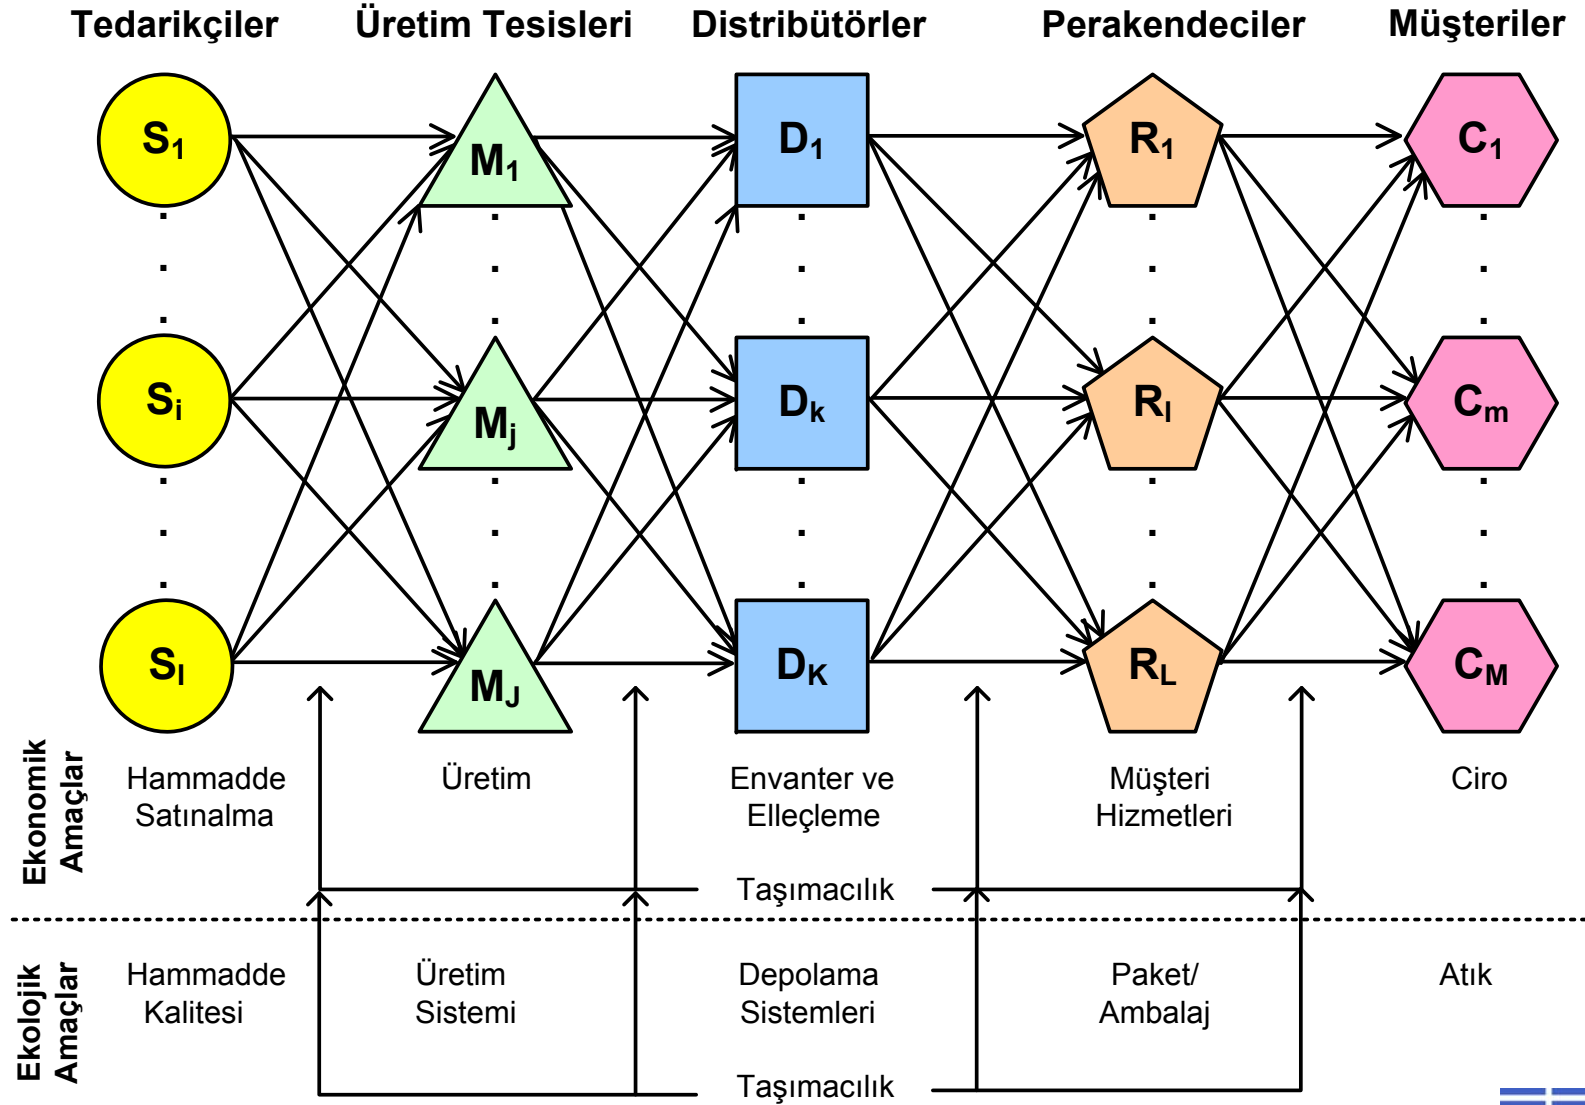 Tedarikçiler Üretim Tesisleri Distribütörler Perakendeciler Müşteriler
S1 M1 D1 R1 C1
Si Mj Dk Rl Cm
SI MJ DK RL CM
Ekonomik
Amaçlar
Hammadde
Satınalma
Üretim
Envanter ve
Elleçleme
Müşteri
Hizmetleri
Ciro
Taşımacılık
Ekolojik
Amaçlar
Hammadde
Kalitesi
Üretim
Sistemi
Depolama
Sistemleri
Paket/
Ambalaj
Atık
Taşımacılık